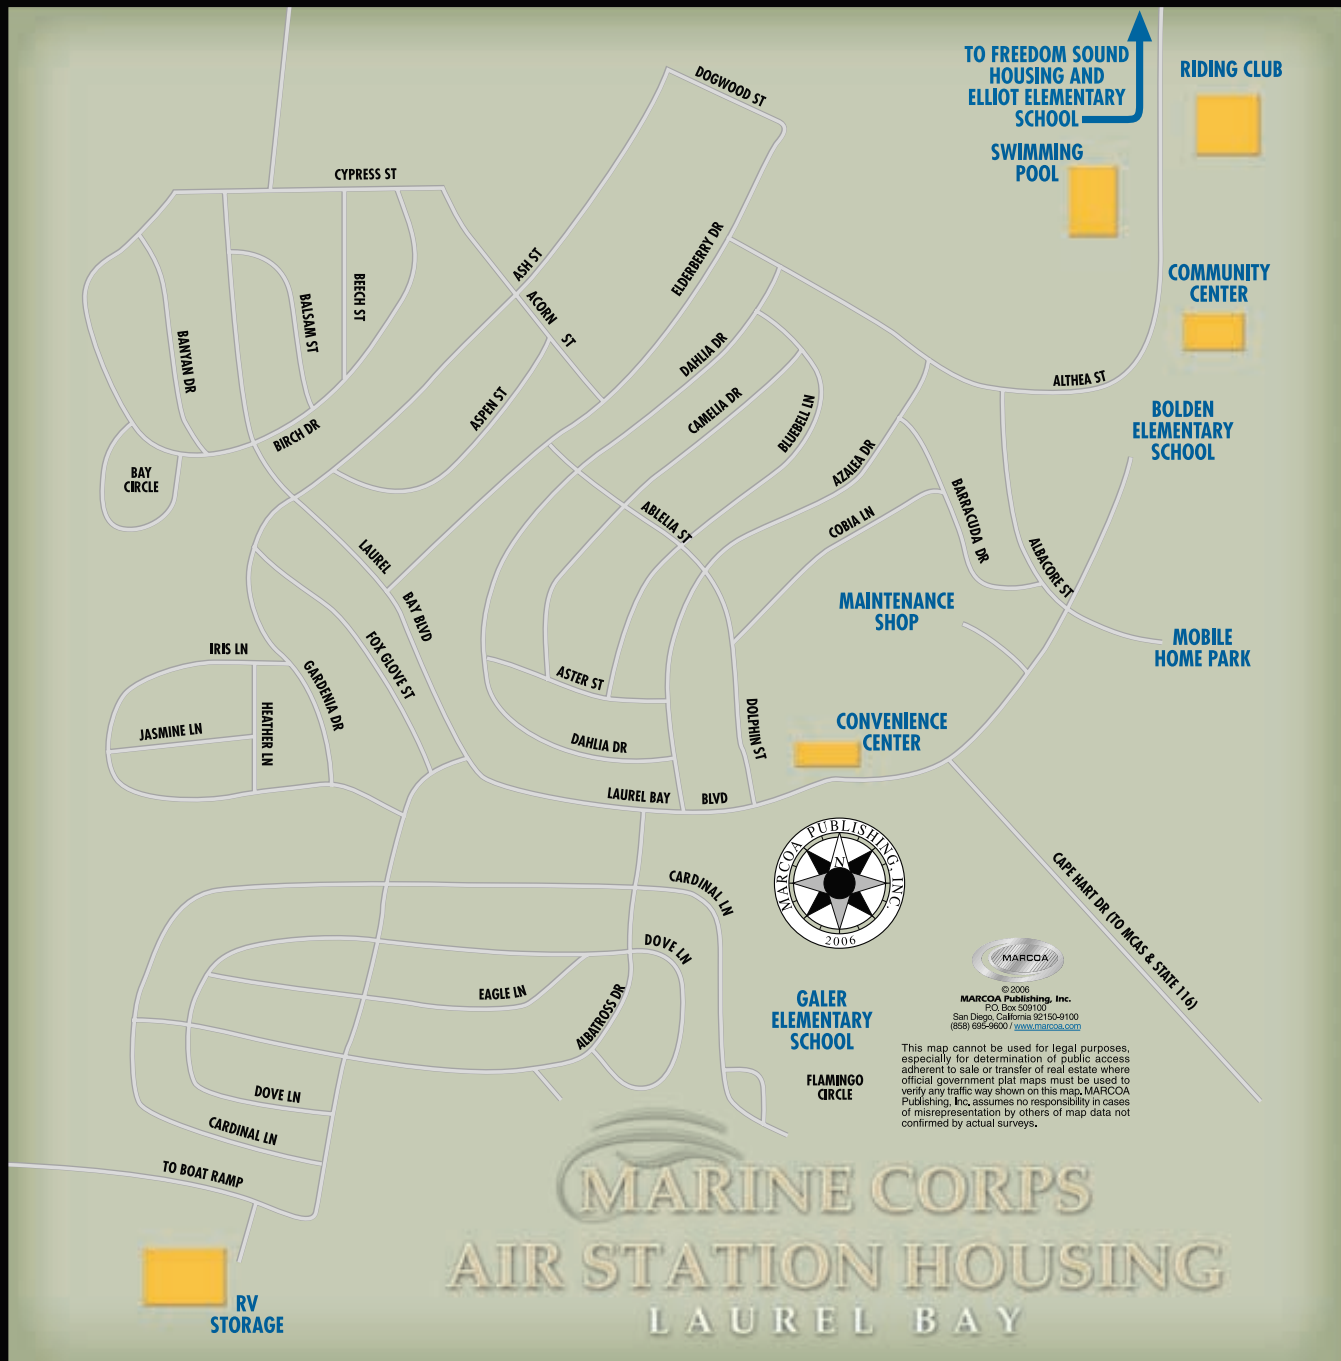 DOGWOOD ST
TO FREEDOM SOUND
HOUSING AND
ELLIOT ELEMENTARY
SCHOOL
RIDING CLUB
SWIMMING
POOL
CYPRESS ST
ASH ST
ELDERBERRY DR
COMMUNITY
CENTER
BEECH ST
BALSAM ST
ACORN ST
BANYAN DR
DAHLIA DR
ALTHEA ST
ASPEN ST
CAMELIA DR
BLUEBELL LN
BOLDEN
ELEMENTARY
SCHOOL
BIRCH DR
BAY
CIRCLE
AZALEA DR
BARRACUDA DR
ABLELIA ST
COBIA LN
LAUREL
BAY BLVD
ALBACORE ST
MAINTENANCE
SHOP
MOBILE
HOME PARK
IRIS LN
FOX GLOVE ST
GARDENIA DR
ASTER ST
JASMINE LN
HEATHER LN
DOLPHIN ST
CONVENIENCE
CENTER
DAHLIA DR
LAUREL BAY BLVD
MARCOA PUBLISHING, INC.
N
2006
CARDINAL LN
CAPE HART DR (TO MCAS & STATE 116)
DOVE LN
MARCOA
EAGLE LN
ALBATROSS DR
GALER
ELEMENTARY
SCHOOL
© 2006
MARCOA Publishing, Inc.
P.O. Box 509100
San Diego, California 92150-9100
(858) 695-9600 / www.marcoa.com
This map cannot be used for legal purposes,
especially for determination of public access
adherent to sale or transfer of real estate where
official government plat maps must be used to
verify any traffic way shown on this map. MARCOA
Publishing, Inc. assumes no responsibility in cases
of misrepresentation by others of map data not
confirmed by actual surveys.
FLAMINGO
CIRCLE
DOVE LN
CARDINAL LN
TO BOAT RAMP
MARINE CORPS
AIR STATION HOUSING
LAUREL BAY
RV
STORAGE